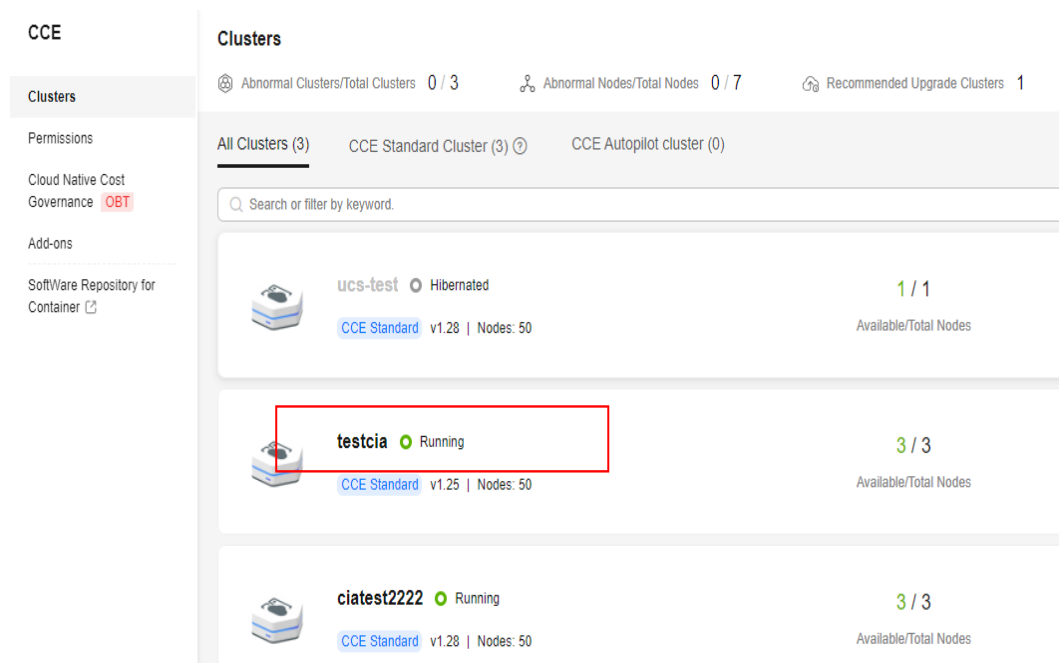 CCE
Clusters
Permissions
Cloud Native Cost
Governance OBT
Add-ons
SoftWare Repository for
Container
Clusters
Abnormal Clusters/Total Clusters 0 / 3 Abnormal Nodes/Total Nodes 0 / 7 Recommended Upgrade Clusters 1
All Clusters (3) CCE Standard Cluster (3) CCE Autopilot cluster (0)
Search or filter by keyword.
ucs-test Hibernated
CCE Standard v1.28 | Nodes: 50
1 / 1
Available/Total Nodes
testcia Running
CCE Standard v1.25 | Nodes: 50
3 / 3
Available/Total Nodes
ciatest2222 Running
CCE Standard v1.28 | Nodes: 50
3 / 3
Available/Total Nodes